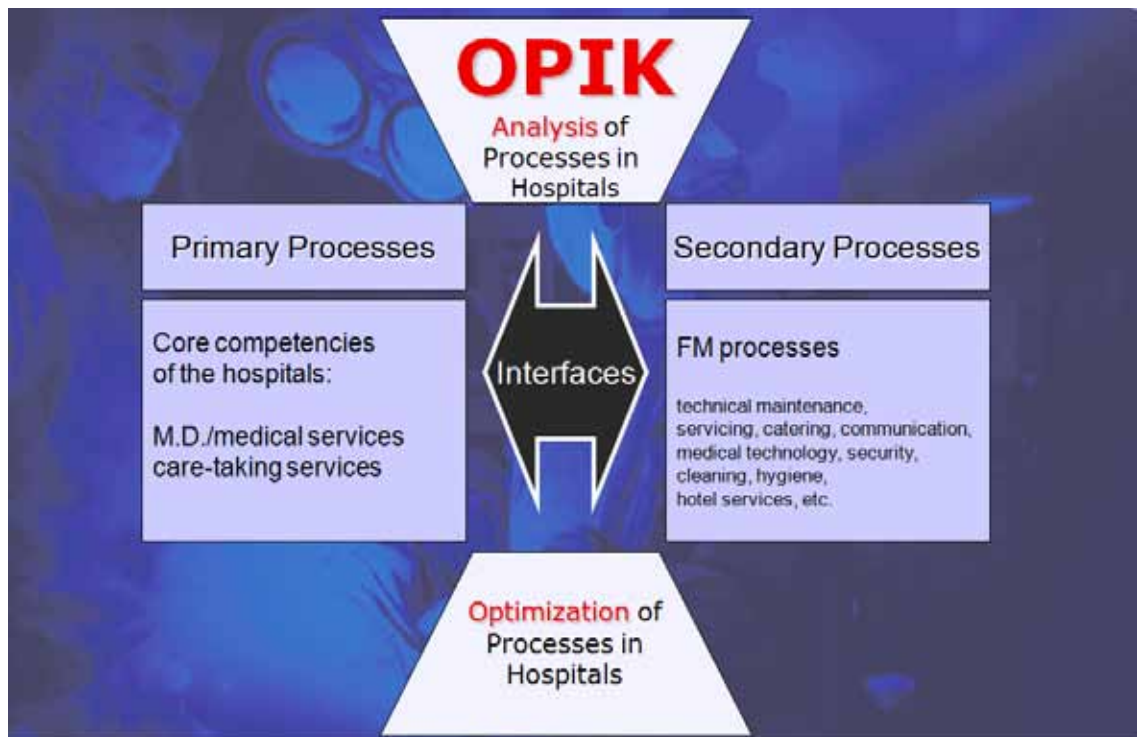 OPIK
Analysis of
Processes in
Hospitals
Primary Processes
Secondary Processes
Core competencies
of the hospitals:
M.D./medical services
care-taking services
Interfaces
FM processes
technical maintenance,
servicing, catering, communication,
medical technology, security,
cleaning, hygiene,
hotel services, etc.
Optimization of
Processes in
Hospitals